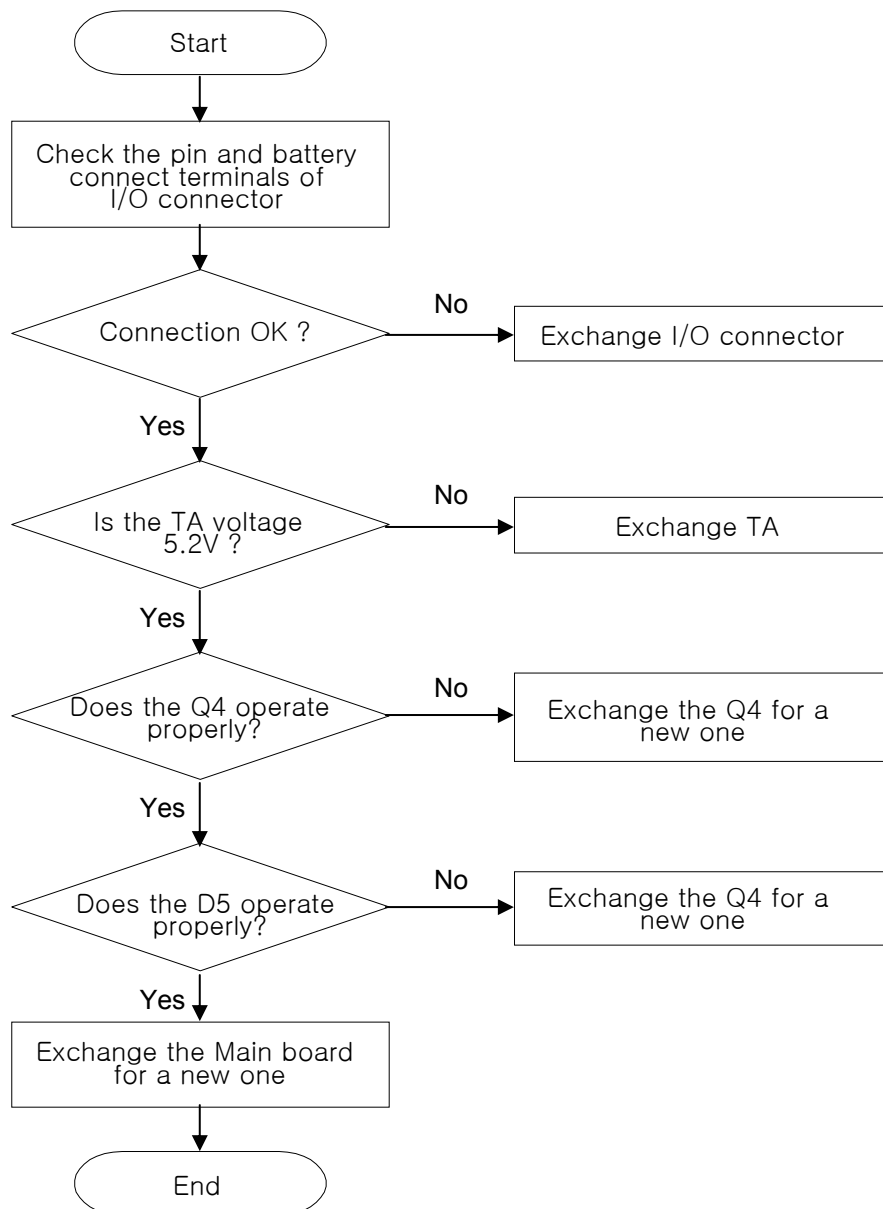 Start
Check the pin and battery
connect terminals of
I/O connector
Connection OK ?
No
Exchange I/O connector
Yes
Is the TA voltage
5.2V ?
No
Exchange TA
Yes
Does the Q4 operate
properly?
No
Exchange the Q4 for a
new one
Yes
Does the D5 operate
properly?
No
Exchange the Q4 for a
new one
Yes
Exchange the Main board
for a new one
End